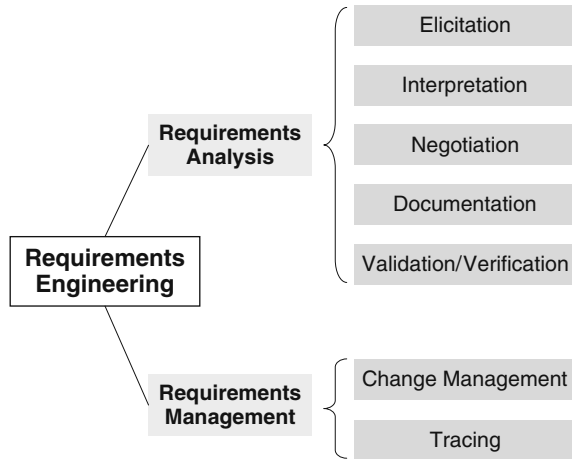 Elicitation
Interpretation
Requirements
Analysis
Negotiation
Documentation
Requirements
Engineering
Validation/Verification
Requirements
Management
Change Management
Tracing